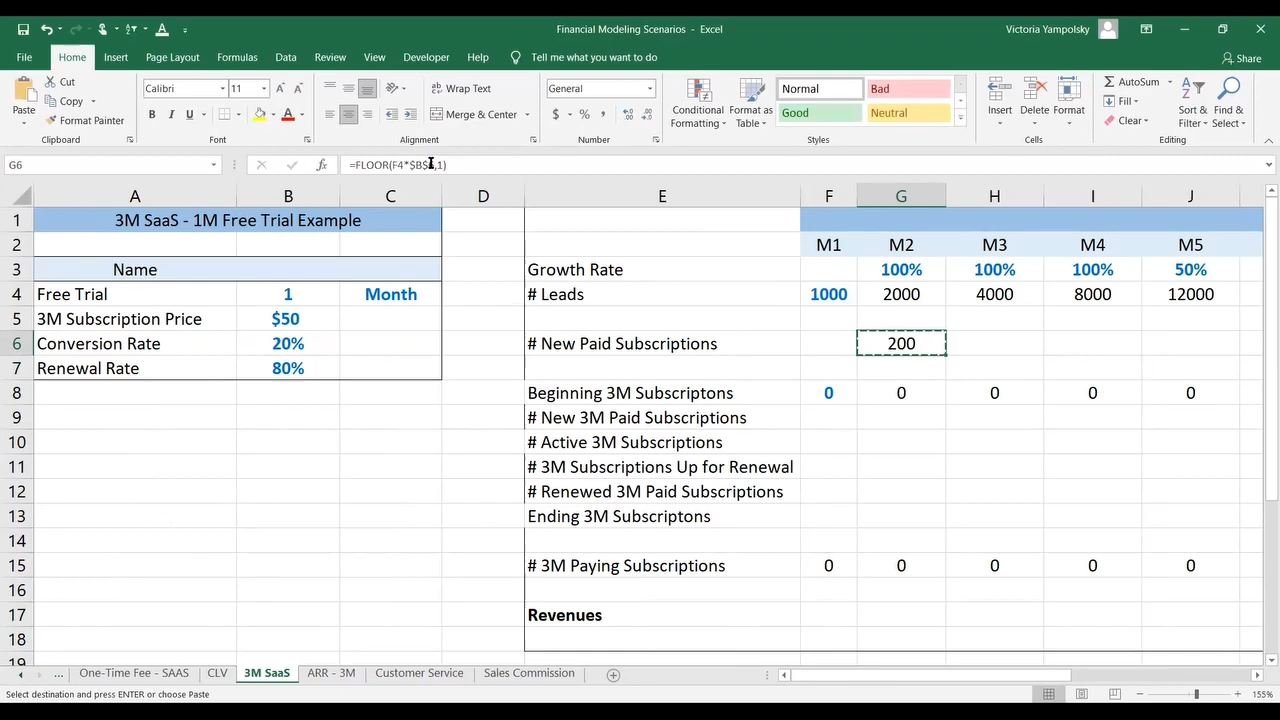 Financial Modeling Scenarios - Excel
Victoria Yampolsky
File Home Insert Page Layout Formulas Data Review View Developer Help Tell me what you want to do Share
Paste Cut Copy Format Painter
Clipboard
Calibri 11
B I U
Font
Wrap Text
Merge & Center
Alignment
General
$ % ,
Number
Conditional Formatting
Format as Table
Normal Bad
Good Neutral
Styles
Insert Delete Format
Cells
AutoSum
Fill
Clear
Sort & Filter
Find & Select
Editing
G6 fx =FLOOR(F4*$B$ ,1)
A B C D E F G H I J
1 3M SaaS - 1M Free Trial Example
2 M1 M2 M3 M4 M5
3 Name Growth Rate 100% 100% 100% 50%
4 Free Trial 1 Month # Leads 1000 2000 4000 8000 12000
5 3M Subscription Price $50
6 Conversion Rate 20% # New Paid Subscriptions 200
7 Renewal Rate 80%
8 Beginning 3M Subscriptons 0 0 0 0 0
9 # New 3M Paid Subscriptions
10 # Active 3M Subscriptions
11 # 3M Subscriptions Up for Renewal
12 # Renewed 3M Paid Subscriptions
13 Ending 3M Subscriptons
14
15 # 3M Paying Subscriptions 0 0 0 0 0
16
17 Revenues
18
19
... One-Time Fee - SAAS CLV 3M SaaS ARR - 3M Customer Service Sales Commission
Select destination and press ENTER or choose Paste 155%